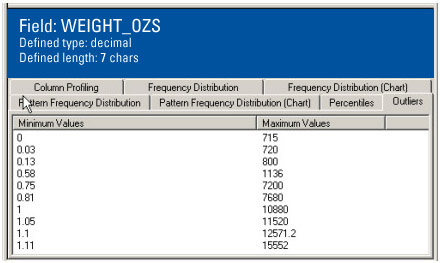 Field: WEIGHT_OZS
Defined type: decimal
Defined length: 7 chars
Column Profiling Frequency Distribution Frequency Distribution (Chart)
Pattern Frequency Distribution Pattern Frequency Distribution (Chart) Percentiles Outliers
Minimum Values Maximum Values
0 715
0.03 720
0.13 800
0.58 1136
0.75 7200
0.81 7680
1 10880
1.05 11520
1.1 12571.2
1.11 15552